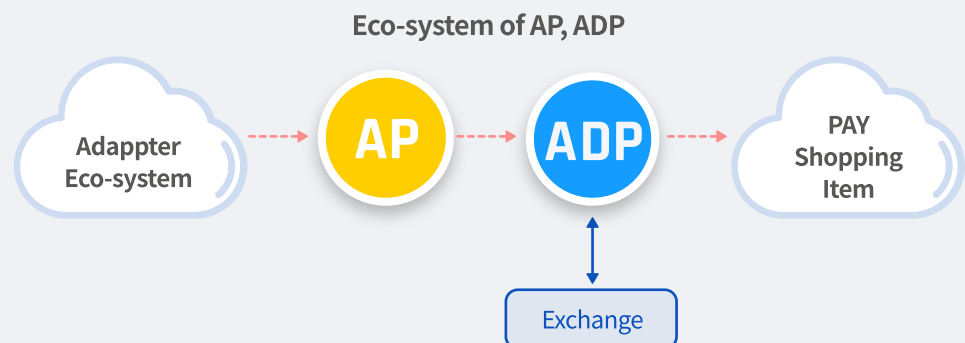 Eco-system of AP, ADP
Adappter
Eco-system
AP
ADP
PAY
Shopping
Item
Exchange